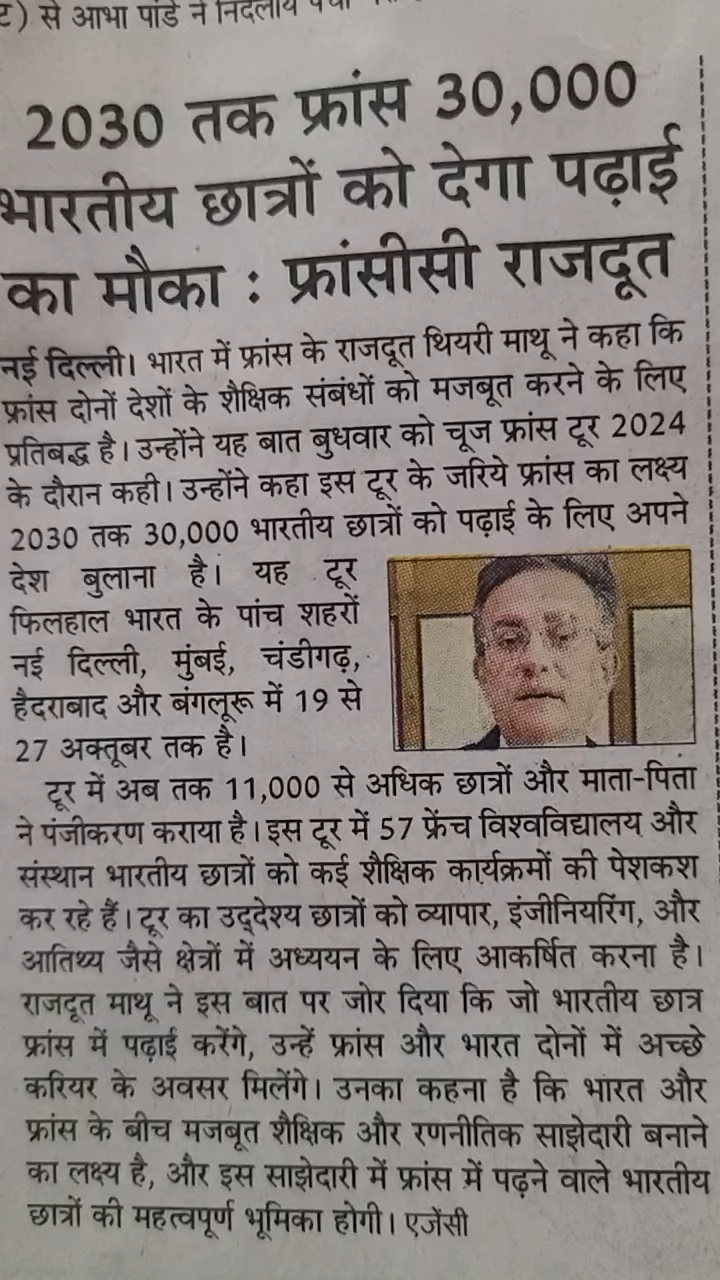 ट) से आभा पांडे ने निर्दलीय
2030 तक फ्रांस 30,000
भारतीय छात्रों को देगा पढ़ाई
का मौका : फ्रांसीसी राजदूत
नई दिल्ली। भारत में फ्रांस के राजदूत थियरी माथू ने कहा कि
फ्रांस दोनों देशों के शैक्षिक संबंधों को मजबूत करने के लिए
प्रतिबद्ध है। उन्होंने यह बात बुधवार को चूज फ्रांस टूर 2024
के दौरान कही। उन्होंने कहा इस टूर के जरिये फ्रांस का लक्ष्य
2030 तक 30,000 भारतीय छात्रों को पढ़ाई के लिए अपने
देश बुलाना है। यह टूर
फिलहाल भारत के पांच शहरों
नई दिल्ली, मुंबई, चंडीगढ़,
हैदराबाद और बंगलूरू में 19 से
27 अक्तूबर तक है।
टूर में अब तक 11,000 से अधिक छात्रों और माता-पिता
ने पंजीकरण कराया है। इस टूर में 57 फ्रेंच विश्वविद्यालय और
संस्थान भारतीय छात्रों को कई शैक्षिक कार्यक्रमों की पेशकश
कर रहे हैं। टूर का उद्देश्य छात्रों को व्यापार, इंजीनियरिंग, और
आतिथ्य जैसे क्षेत्रों में अध्ययन के लिए आकर्षित करना है।
राजदूत माथू ने इस बात पर जोर दिया कि जो भारतीय छात्र
फ्रांस में पढ़ाई करेंगे, उन्हें फ्रांस और भारत दोनों में अच्छे
करियर के अवसर मिलेंगे। उनका कहना है कि भारत और
फ्रांस के बीच मजबूत शैक्षिक और रणनीतिक साझेदारी बनाने
का लक्ष्य है, और इस साझेदारी में फ्रांस में पढ़ने वाले भारतीय
छात्रों की महत्वपूर्ण भूमिका होगी। एजेंसी